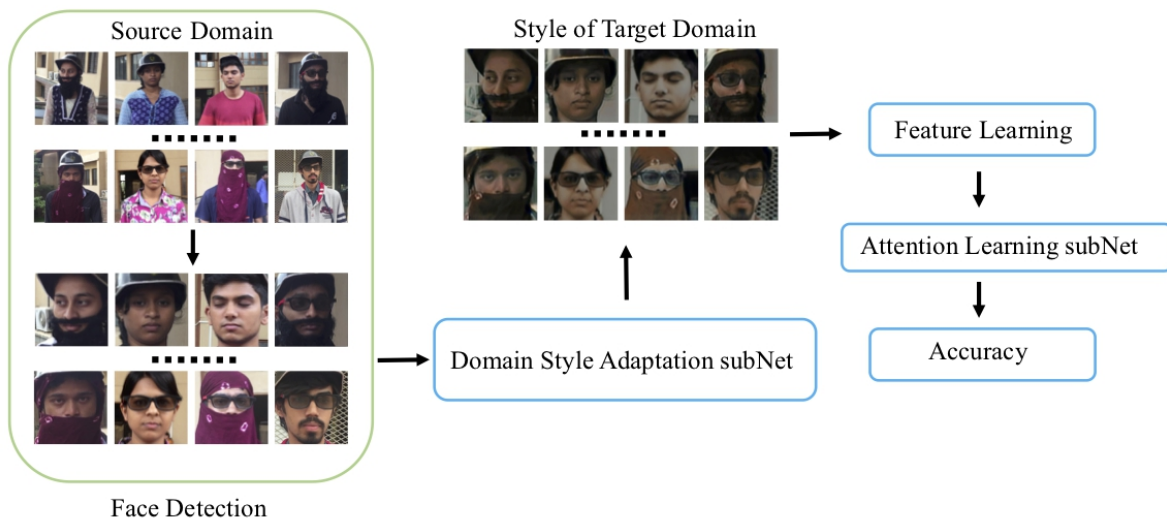 Source Domain
Style of Target Domain
Feature Learning
Attention Learning subNet
Domain Style Adaptation subNet
Accuracy
Face Detection